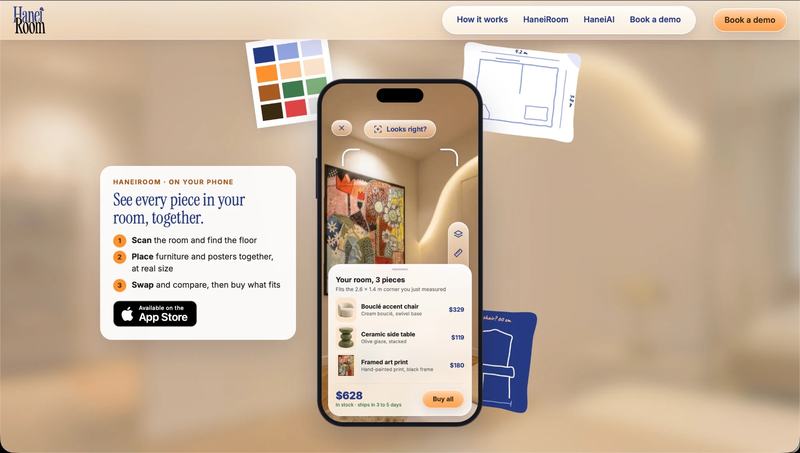 Hanei
Room
How it works
HaneiRoom
HaneiAI
Book a demo
Book a demo
9.2 m
Looks right?
HANEIROOM · ON YOUR PHONE
See every piece in your
room, together.
1 Scan the room and find the floor
2 Place furniture and posters together,
at real size
3 Swap and compare, then buy what fits
Available on the
App Store
Your room, 3 pieces
Fits the 2.6 × 1.4 m corner you just measured
Bouclé accent chair
Cream bouclé, swivel base
$329
Ceramic side table
Olive glaze, stacked
$119
Framed art print
Hand-painted print, black frame
$180
$628
In stock · ships in 3 to 5 days
Buy all